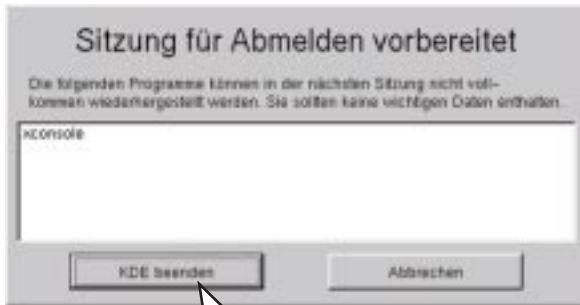 Sitzung für Abmelden vorbereitet
Die folgenden Programme können in der nächsten Sitzung nicht voll-
kommen wiederhergestellt werden. Sie sollten keine wichtigen Daten enthalten.
xconsole
KDE beenden
Abbrechen